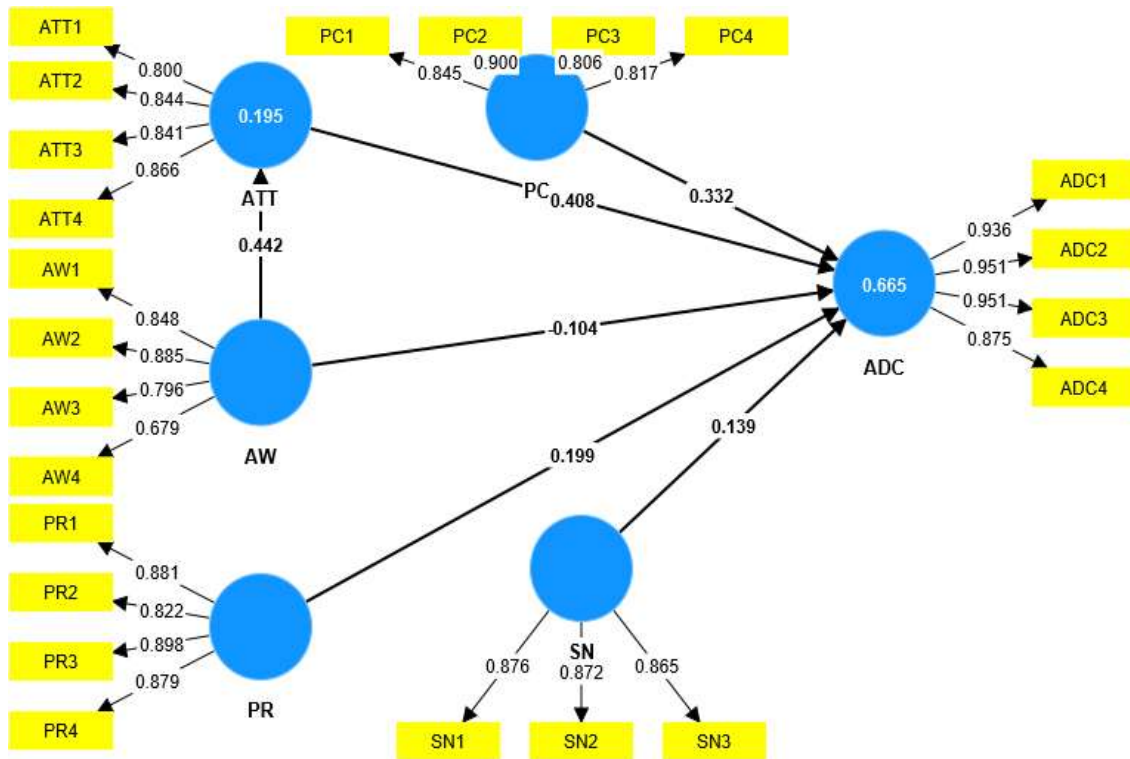 ATT1
ATT2
ATT3
ATT4
0.800
0.844
0.841
0.866
0.195
ATT
PC1
PC2
PC3
PC4
0.845
0.900
0.806
0.817
PC
0.408
0.332
0.442
AW1
AW2
AW3
AW4
0.848
0.885
0.796
0.679
AW
-0.104
0.665
ADC
0.936
0.951
0.951
0.875
ADC1
ADC2
ADC3
ADC4
PR1
PR2
PR3
PR4
0.881
0.822
0.898
0.879
PR
0.199
0.139
SN
0.876
0.872
0.865
SN1
SN2
SN3